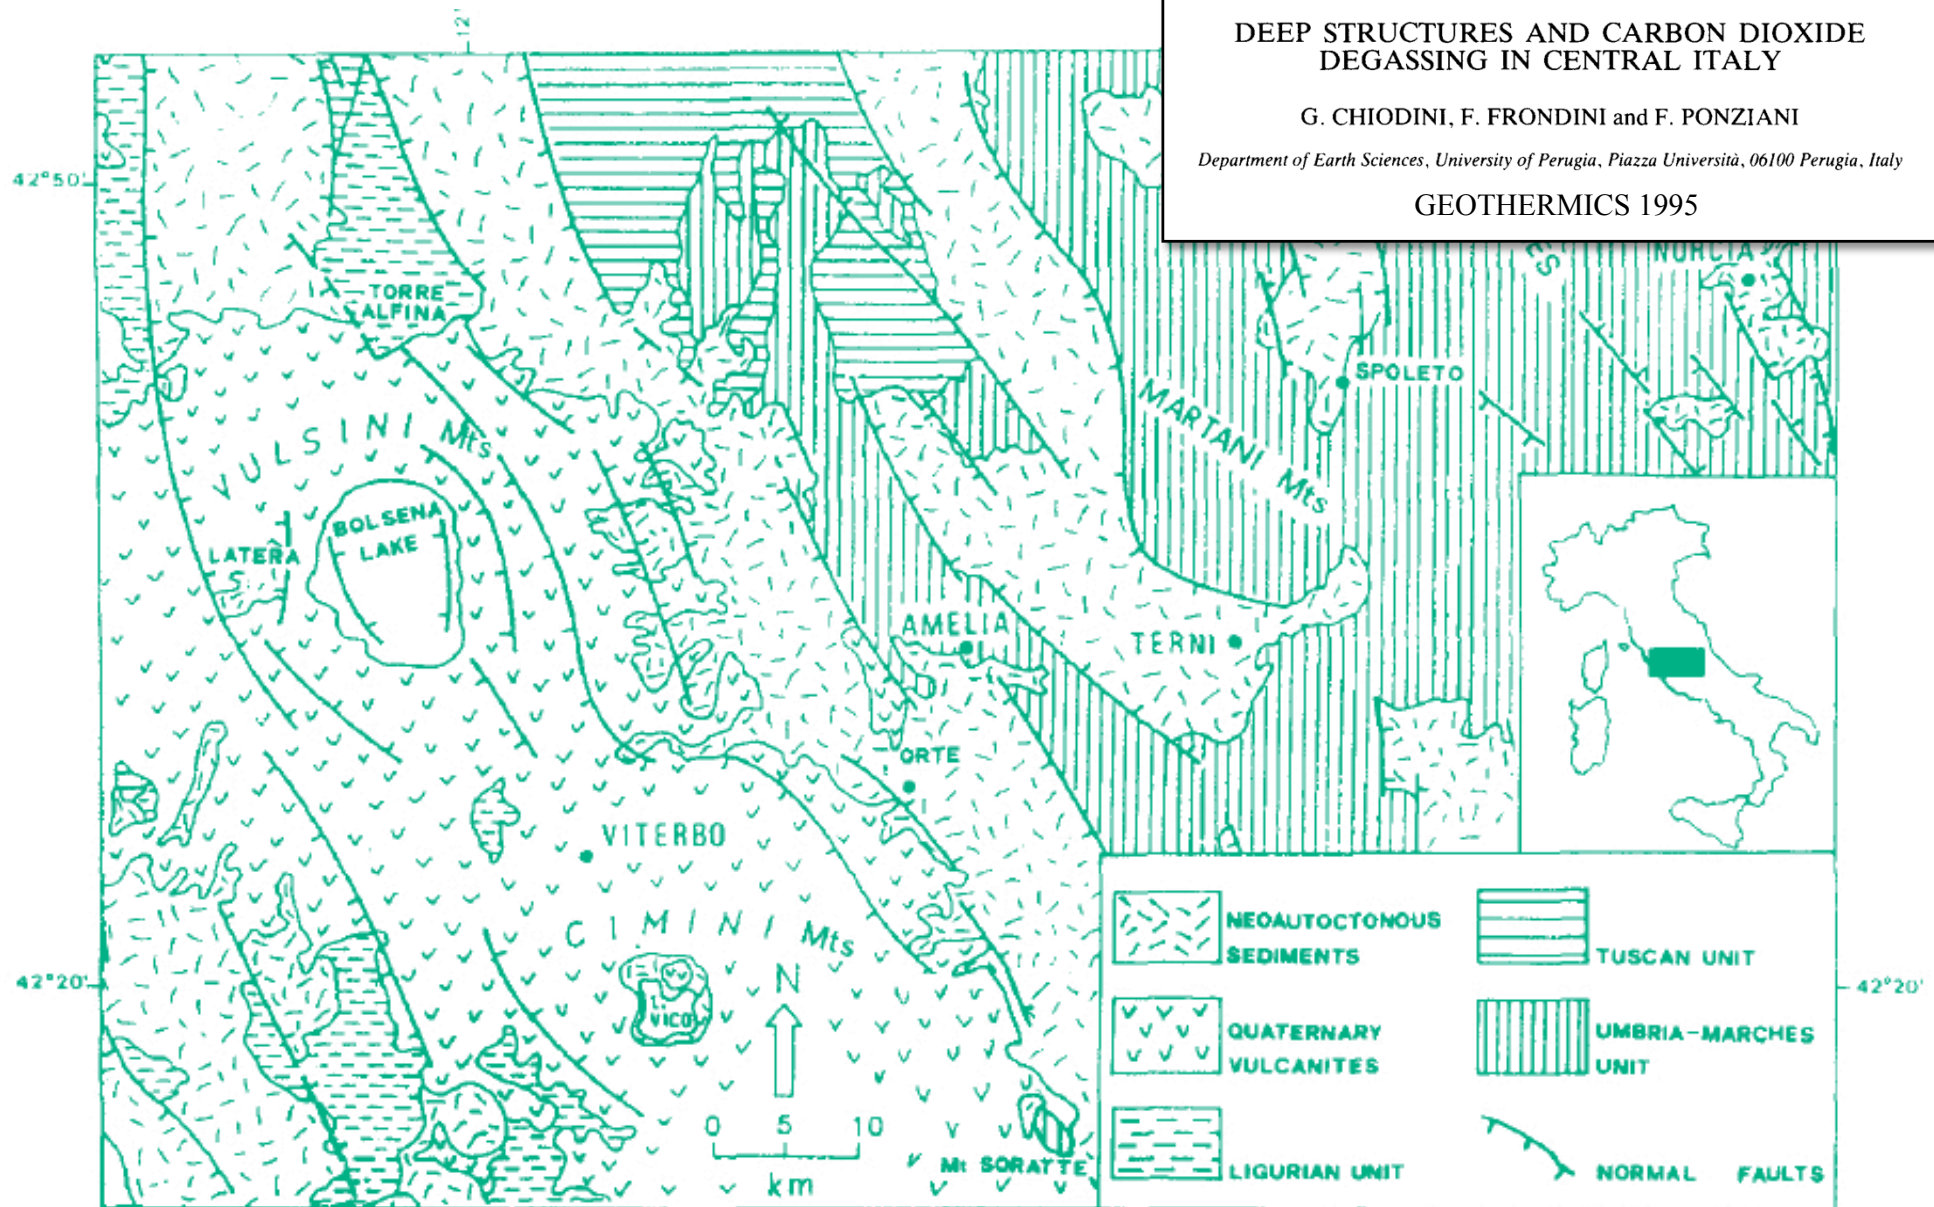 DEEP STRUCTURES AND CARBON DIOXIDE
DEGASSING IN CENTRAL ITALY
G. CHIODINI, F. FRONDINI and F. PONZIANI
Department of Earth Sciences, University of Perugia, Piazza Università, 06100 Perugia, Italy
GEOTHERMICS 1995
12°
42°50'
NORCIA
TORRE
ALFINA
SPOLETO
MARTANI Mts
VULSINI Mts
BOLSENA
LAKE
LATERA
AMELIA
TERNI
ORTE
VITERBO
CIMINI Mts
N
L.
VICO
42°20'
42°20'
0 5 10
km
Mt SORATTE
NEOAUTOCTONOUS
SEDIMENTS
TUSCAN UNIT
QUATERNARY
VULCANITES
UMBRIA-MARCHES
UNIT
LIGURIAN UNIT
NORMAL FAULTS